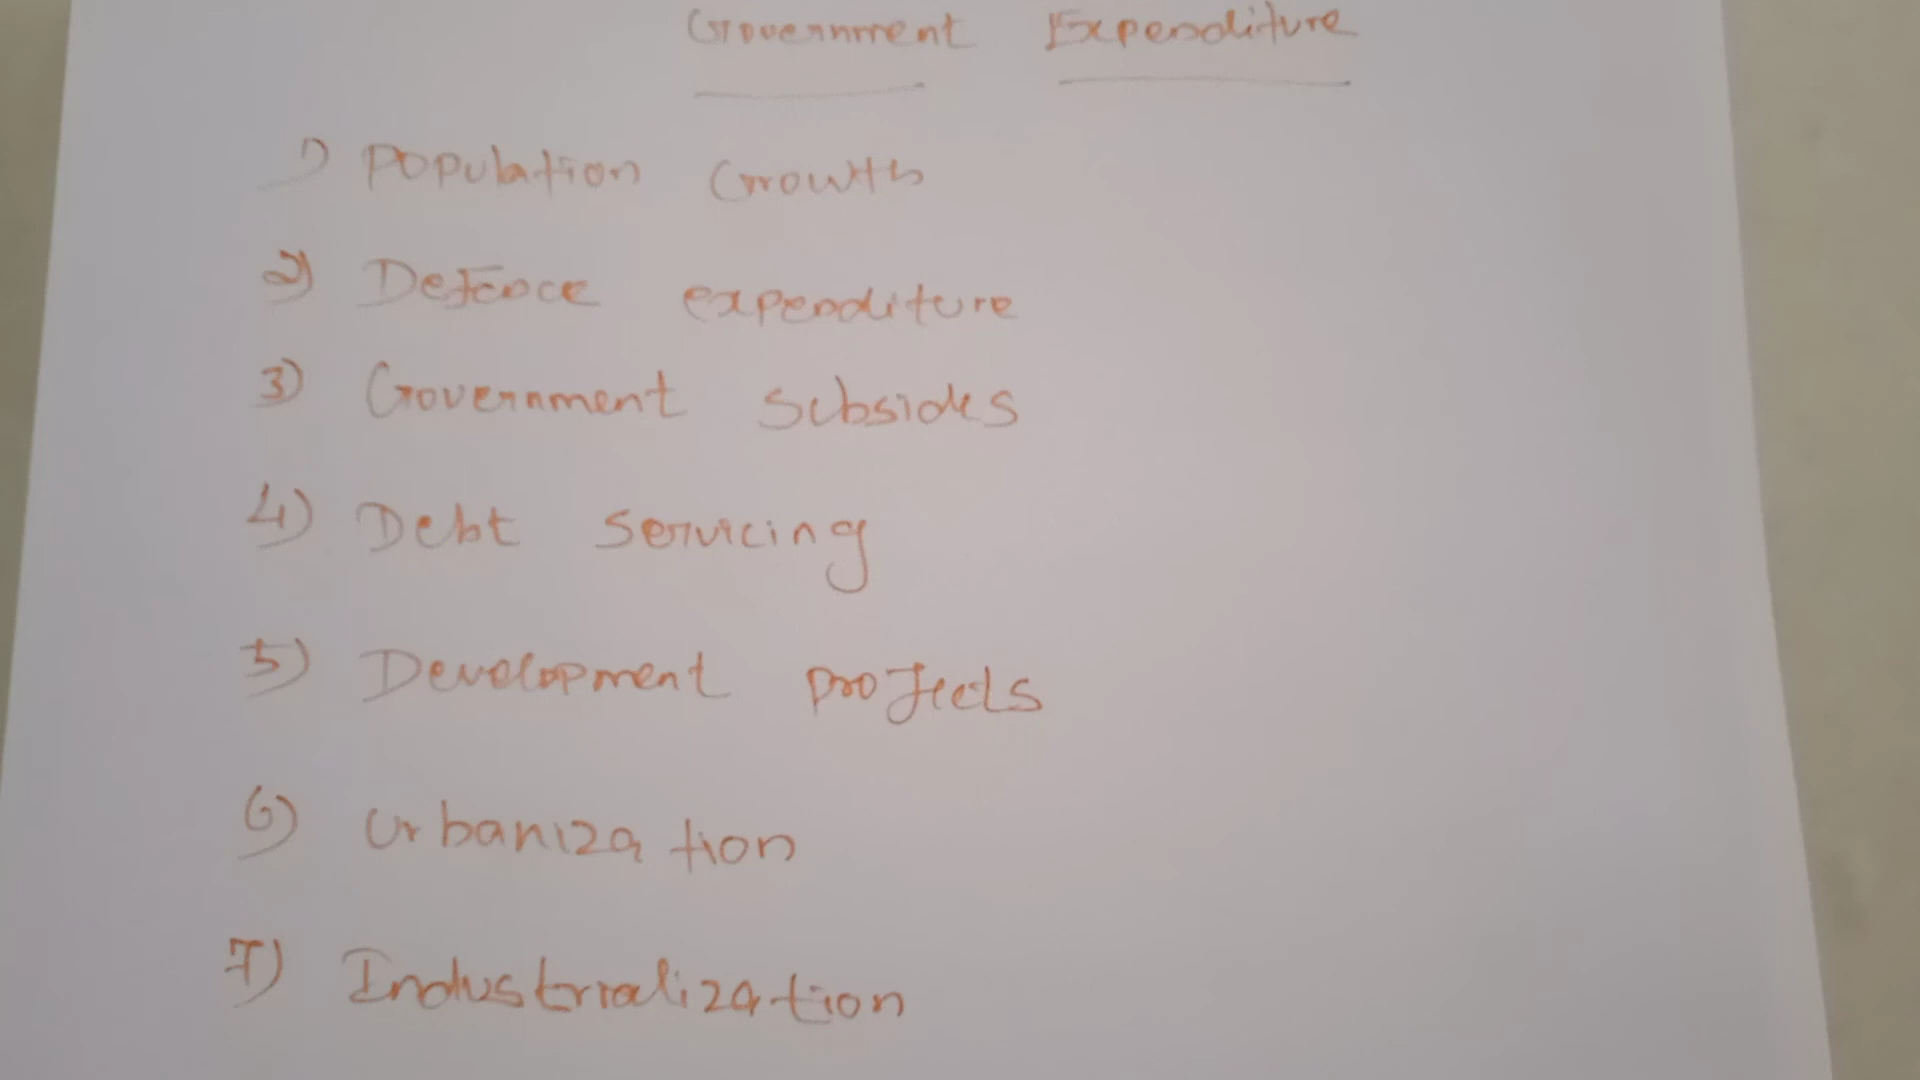 Government Expenditure
1) Population Growth
2) Defence expenditure
3) Government Subsides
4) Debt Servicing
5) Development projects
6) Urbanization
7) Industrialization